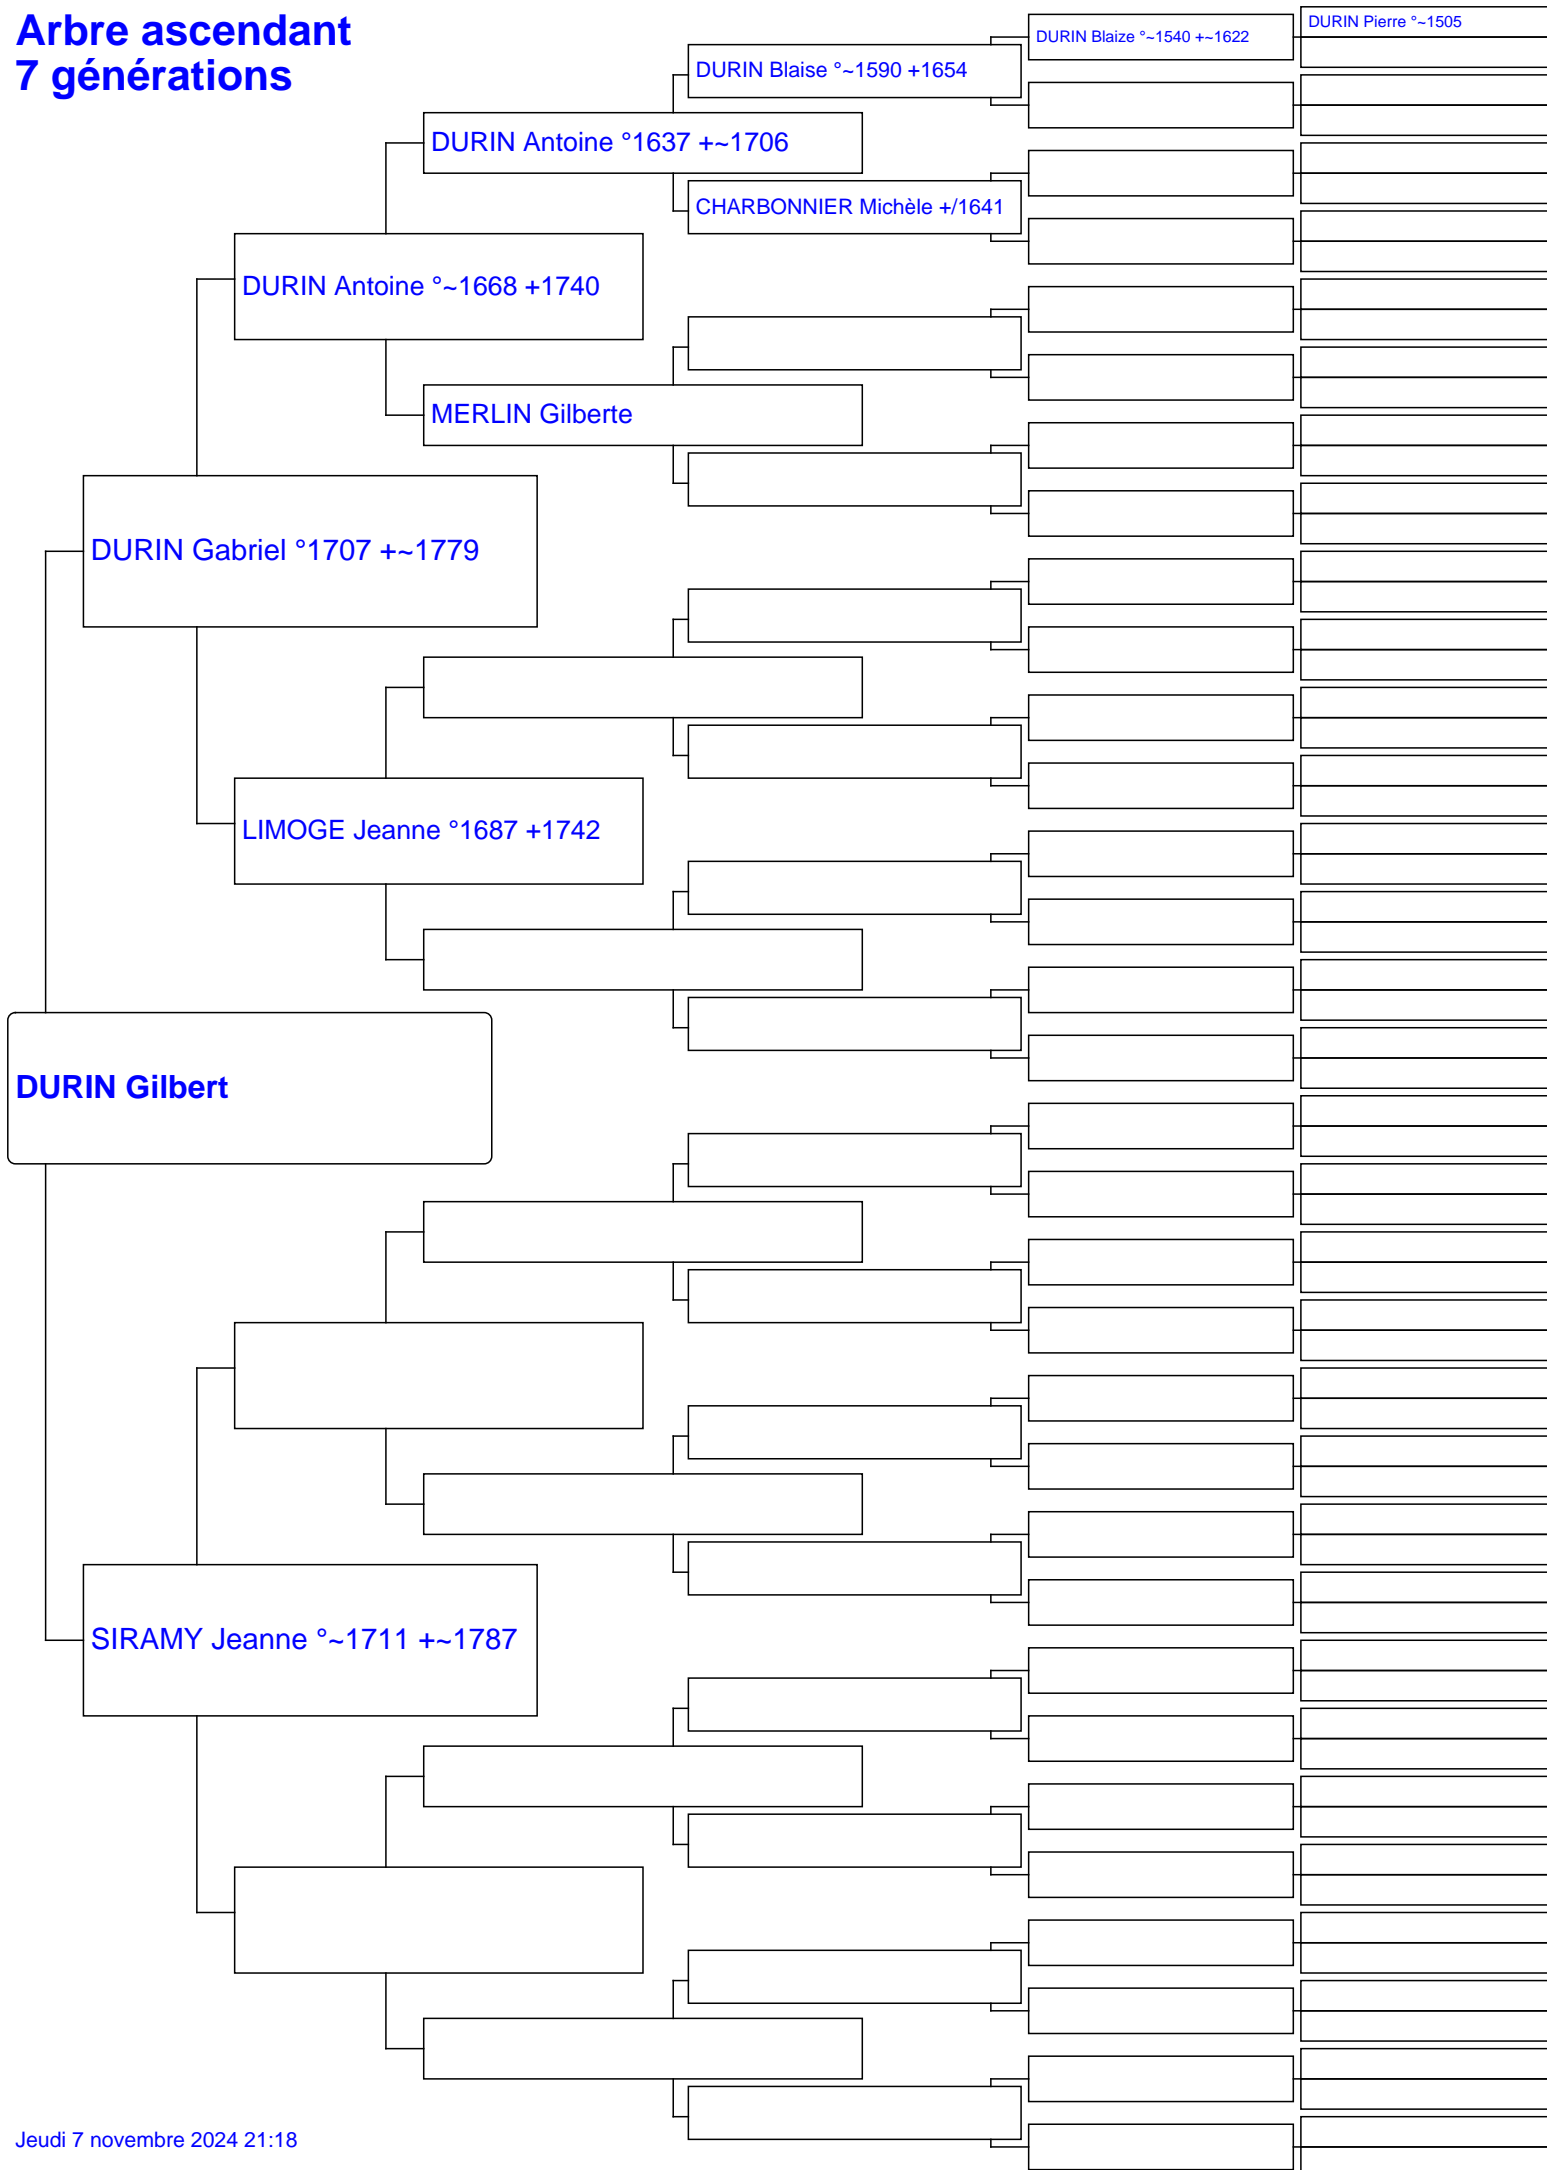 Arbre ascendant
7 générations
DURIN Pierre °~1505
DURIN Blaize °~1540 +~1622
DURIN Blaise °~1590 +1654
DURIN Antoine °1637 +~1706
CHARBONNIER Michèle +/1641
DURIN Antoine °~1668 +1740
MERLIN Gilberte
DURIN Gabriel °1707 +~1779
LIMOGE Jeanne °1687 +1742
DURIN Gilbert
SIRAMY Jeanne °~1711 +~1787
Jeudi 7 novembre 2024 21:18